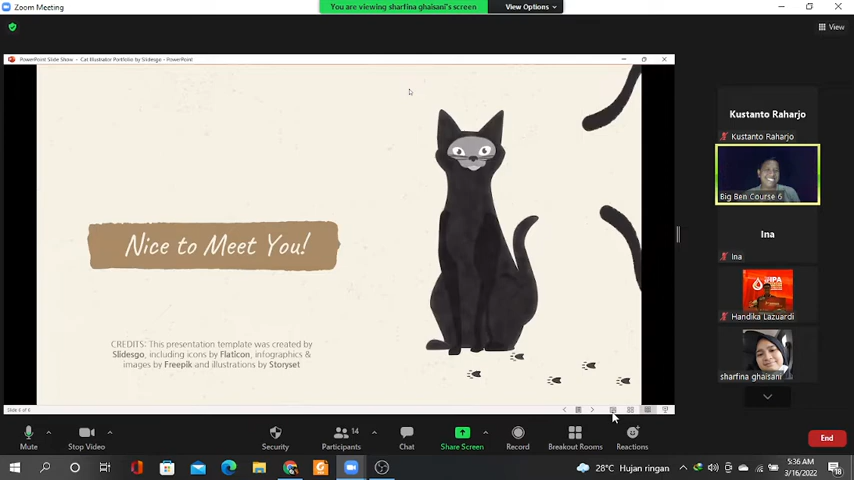 Zoom Meeting
You are viewing sharfina ghaisani's screen
View Options
View
PowerPoint Slide Show - Cat Illustrator Portfolio by Slidesgo - PowerPoint
Nice to Meet You!
CREDITS: This presentation template was created by
Slidesgo, including icons by Flaticon, infographics &
images by Freepik and illustrations by Storyset
Kustanto Raharjo
Kustanto Raharjo
Big Ben Course 6
Ina
Ina
IPA
Handika Lazuardi
sharfina ghaisani
Mute
Stop Video
Security
Participants
14
Chat
Share Screen
Record
Breakout Rooms
Reactions
End
28°C Hujan ringan
5:36 AM
3/16/2022
18